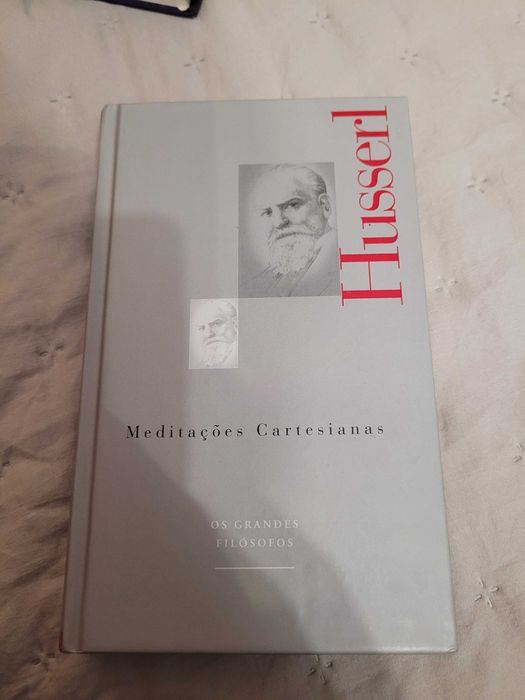 Husserl
Meditações Cartesianas
OS GRANDES
FILÓSOFOS